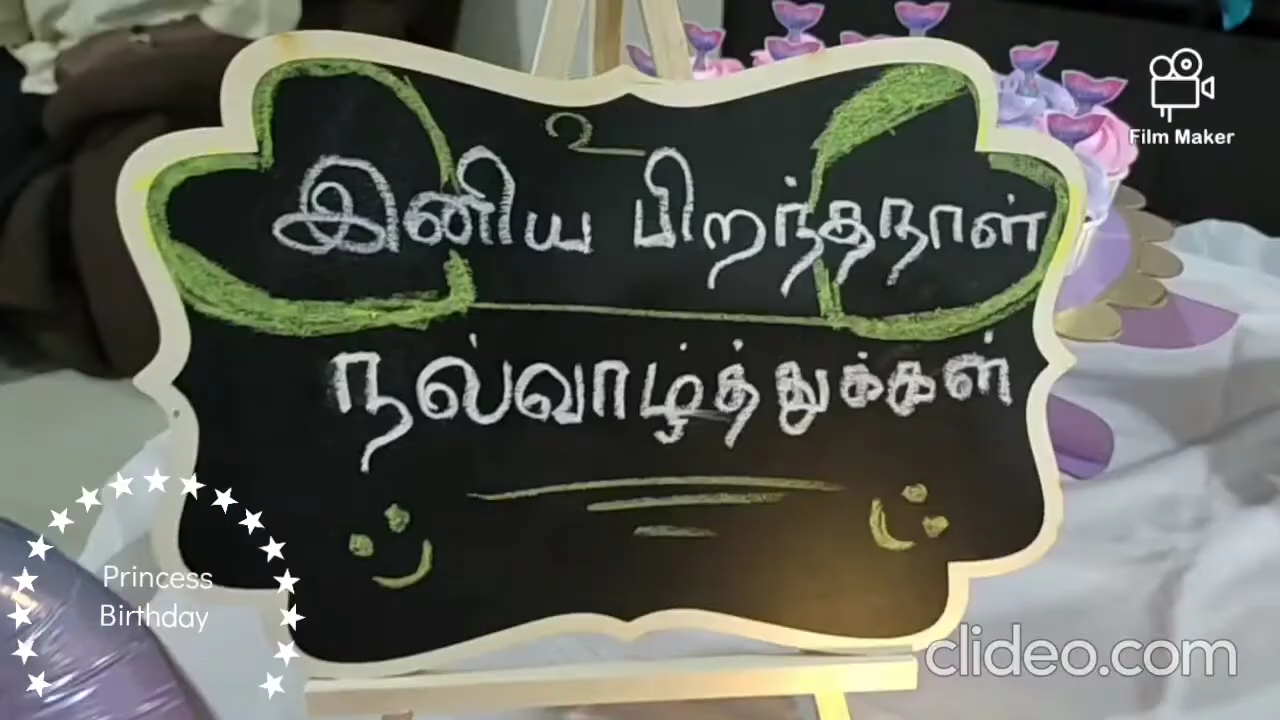 உ
இனிய பிறந்தநாள்
நல்வாழ்த்துக்கள்
Film Maker
Princess
Birthday
clideo.com